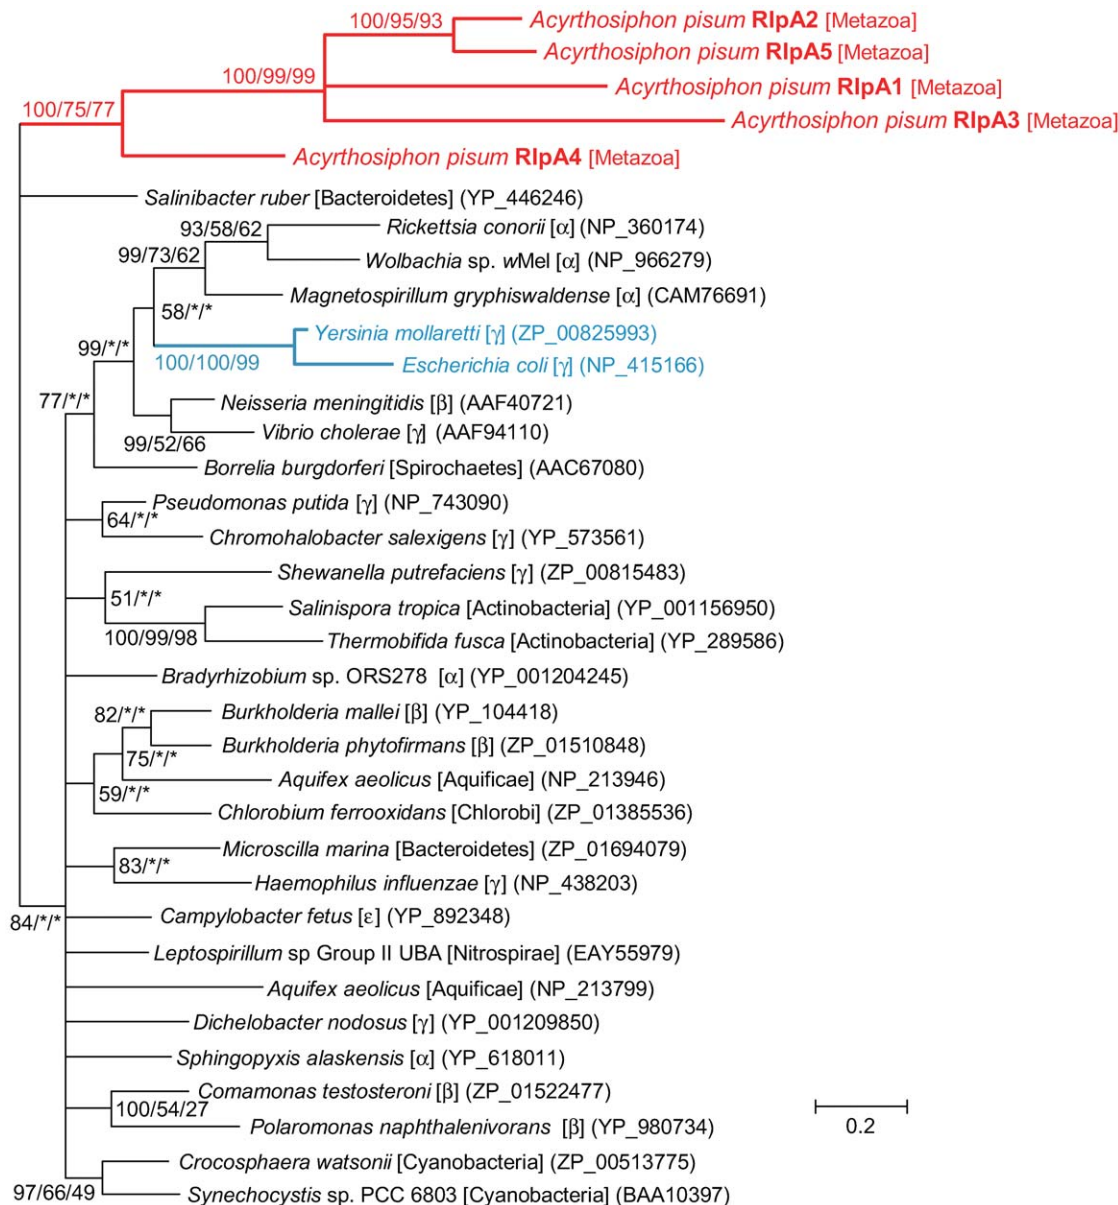 100/95/93
Acyrthosiphon pisum RlpA2 [Metazoa]
Acyrthosiphon pisum RlpA5 [Metazoa]
100/99/99
Acyrthosiphon pisum RlpA1 [Metazoa]
100/75/77
Acyrthosiphon pisum RlpA3 [Metazoa]
Acyrthosiphon pisum RlpA4 [Metazoa]
Salinibacter ruber [Bacteroidetes] (YP_446246)
93/58/62
Rickettsia conorii [α] (NP_360174)
99/73/62
Wolbachia sp. wMel [α] (NP_966279)
Magnetospirillum gryphiswaldense [α] (CAM76691)
58/*/*
Yersinia mollaretti [γ] (ZP_00825993)
99/*/*
100/100/99
Escherichia coli [γ] (NP_415166)
77/*/*
Neisseria meningitidis [β] (AAF40721)
Vibrio cholerae [γ] (AAF94110)
99/52/66
Borrelia burgdorferi [Spirochaetes] (AAC67080)
Pseudomonas putida [γ] (NP_743090)
64/*/*
Chromohalobacter salexigens [γ] (YP_573561)
Shewanella putrefaciens [γ] (ZP_00815483)
51/*/*
Salinispora tropica [Actinobacteria] (YP_001156950)
100/99/98
Thermobifida fusca [Actinobacteria] (YP_289586)
Bradyrhizobium sp. ORS278 [α] (YP_001204245)
82/*/*
Burkholderia mallei [β] (YP_104418)
Burkholderia phytofirmans [β] (ZP_01510848)
75/*/*
Aquifex aeolicus [Aquificae] (NP_213946)
59/*/*
Chlorobium ferrooxidans [Chlorobi] (ZP_01385536)
Microscilla marina [Bacteroidetes] (ZP_01694079)
83/*/*
Haemophilus influenzae [γ] (NP_438203)
84/*/*
Campylobacter fetus [ε] (YP_892348)
Leptospirillum sp Group II UBA [Nitrospirae] (EAY55979)
Aquifex aeolicus [Aquificae] (NP_213799)
Dichelobacter nodosus [γ] (YP_001209850)
Sphingopyxis alaskensis [α] (YP_618011)
Comamonas testosteroni [β] (ZP_01522477)
100/54/27
Polaromonas naphthalenivorans [β] (YP_980734)
0.2
Crocosphaera watsonii [Cyanobacteria] (ZP_00513775)
97/66/49
Synechocystis sp. PCC 6803 [Cyanobacteria] (BAA10397)